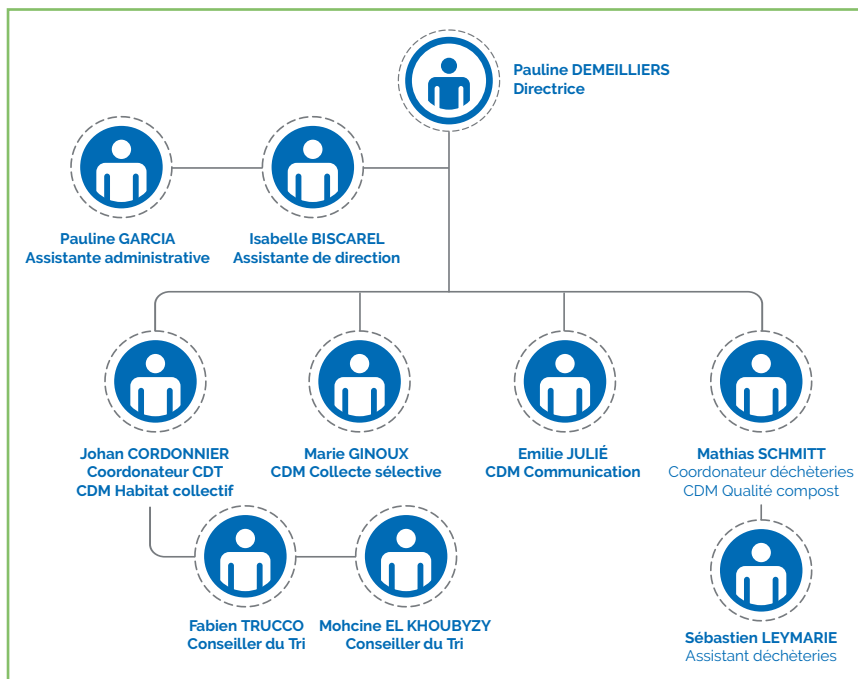 Pauline DEMEILLIERS
Directrice
Pauline GARCIA
Assistante administrative
Isabelle BISCAREL
Assistante de direction
Johan CORDONNIER
Coordonateur CDT
CDM Habitat collectif
Marie GINOUX
CDM Collecte sélective
Emilie JULIÉ
CDM Communication
Mathias SCHMITT
Coordonateur déchèteries
CDM Qualité compost
Fabien TRUCCO
Conseiller du Tri
Mohcine EL KHOUBYZY
Conseiller du Tri
Sébastien LEYMARIE
Assistant déchèteries